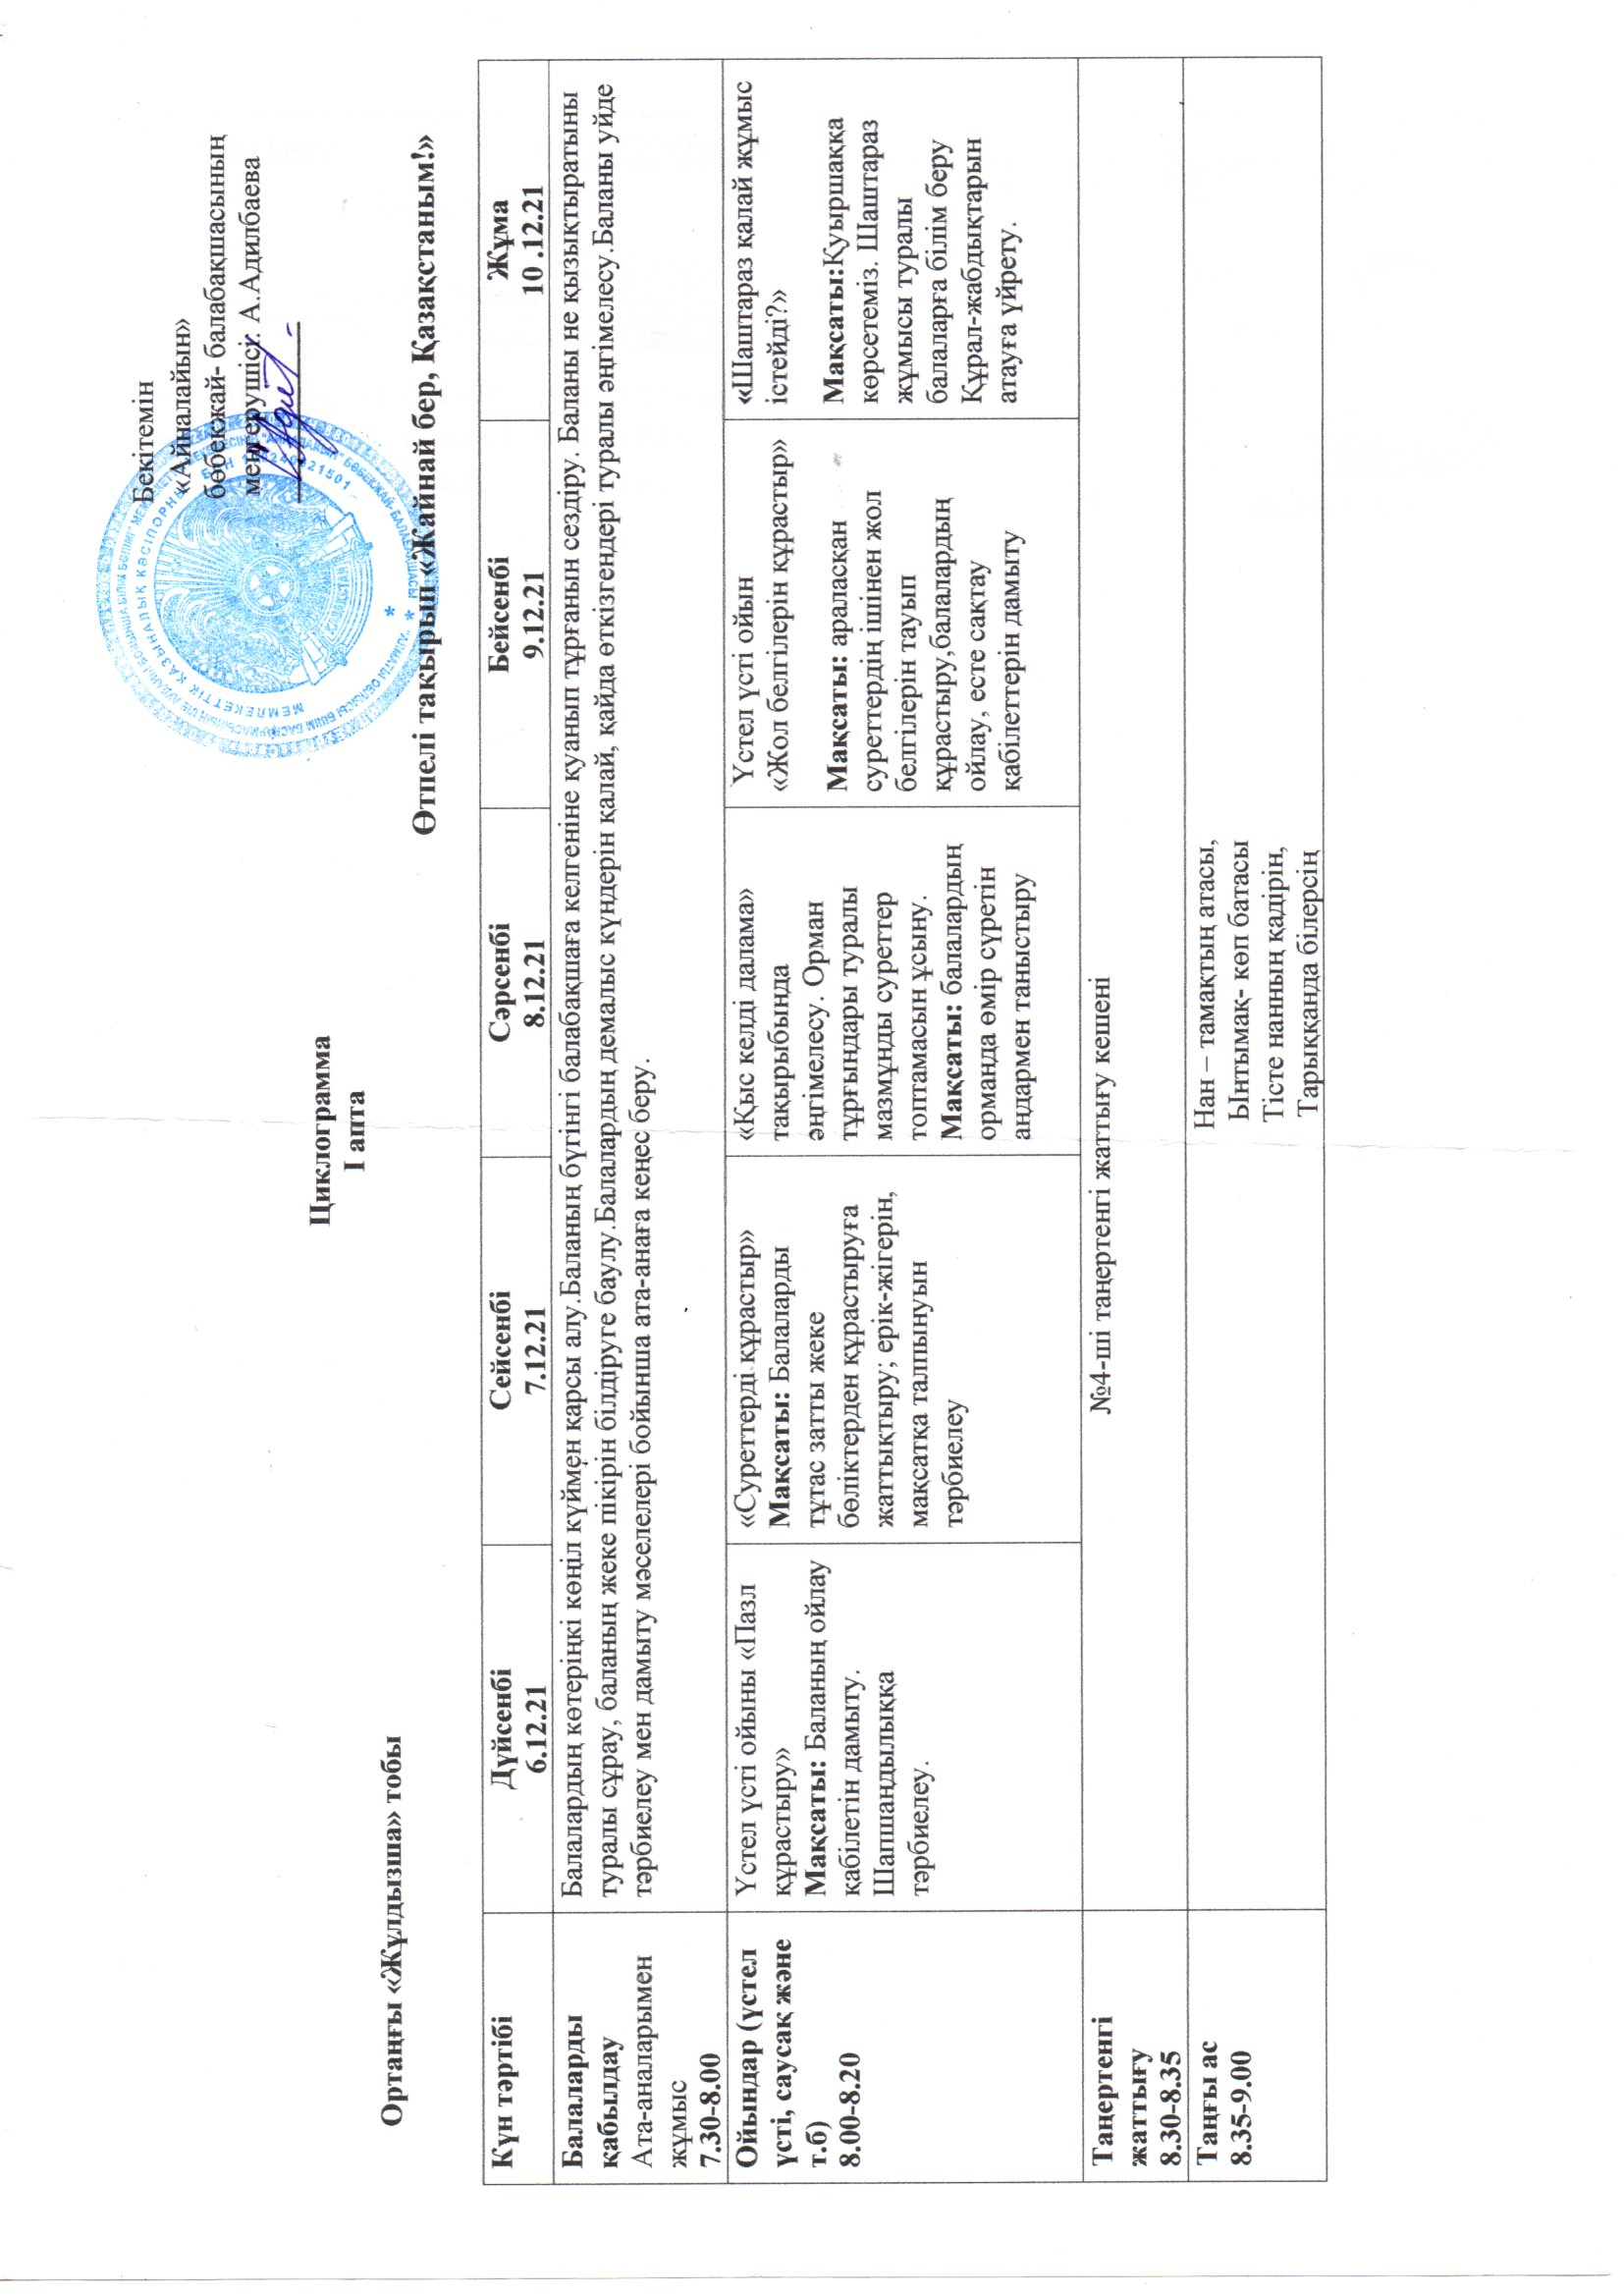 Бекітемін
«Айналайын»
бөбекжай- балабақшасының
меңгерушісі: А.Адилбаева
Циклограмма
I апта
Ортаңғы «Жұлдызша» тобы
Өтпелі тақырып «Жайнай бер, Қазақстаным!»
Күн тәртібі
Дүйсенбі
6.12.21
Сейсенбі
7.12.21
Сәрсенбі
8.12.21
Бейсенбі
9.12.21
Жұма
10 .12.21
Балаларды
қабылдау
Ата-аналарымен
жұмыс
7.30-8.00
Балалардың көтеріңкі көңіл күймен қарсы алу.Баланың бүгінгі балабақшаға келгеніне қуанып тұрғанын сездіру. Баланы не қызықтыратыны
туралы сұрау, баланың жеке пікірін білдіруге баулу.Балалардың демалыс күндерін қалай, қайда өткізгендері туралы әңгімелесу.Баланы үйде
тәрбиелеу мен дамыту мәселелері бойынша ата-анаға кеңес беру.
Ойындар (үстел
үсті, саусақ және
т.б)
8.00-8.20
Үстел үсті ойыны «Пазл
құрастыру»
Мақсаты: Баланың ойлау
қабілетін дамыту.
Шапшаңдылыққа
тәрбиелеу.
«Суреттерді құрастыр»
Мақсаты: Балаларды
тұтас затты жеке
бөліктерден құрастыруға
жаттықтыру; ерік-жігерін,
мақсатқа талпынуын
тәрбиелеу
«Қыс келді далама»
тақырыбында
әңгімелесу. Орман
тұрғындары туралы
мазмұнды суреттер
топтамасын ұсыну.
Мақсаты: балалардың
орманда өмір сүретін
аңдармен таныстыру
Үстел үсті ойын
«Жол белгілерін құрастыр»
Мақсаты: араласқан
суреттердің ішінен жол
белгілерін тауып
құрастыру,балалардың
ойлау, есте сақтау
қабілеттерін дамыту
«Шаштараз қалай жұмыс
істейді?»
Мақсаты:Қуыршаққа
көрсетеміз. Шаштараз
жұмысы туралы
балаларға білім беру
Құрал-жабдықтарын
атауға үйрету.
Таңертенгі
жаттығу
8.30-8.35
№4-ші таңертенгі жаттығу кешені
Таңғы ас
8.35-9.00
Нан – тамақтың атасы,
Ынтымақ- көп батасы
Тісте нанның қадірін,
Тарыққанда білерсің